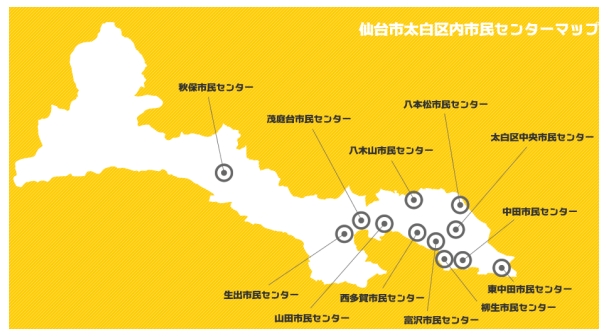 仙台市太白区内市民センターマップ
秋保市民センター
茂庭台市民センター
八本松市民センター
太白区中央市民センター
八木山市民センター
中田市民センター
生出市民センター
西多賀市民センター
東中田市民センター
柳生市民センター
山田市民センター
富沢市民センター